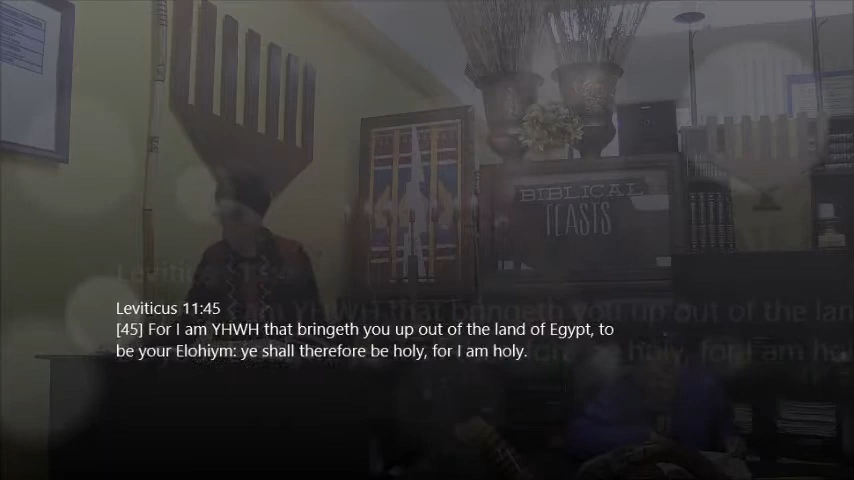 BIBLICAL
FEASTS
Leviticus 11:45
[45] For I am YHWH that bringeth you up out of the land of Egypt, to
be your Elohiym: ye shall therefore be holy, for I am holy.